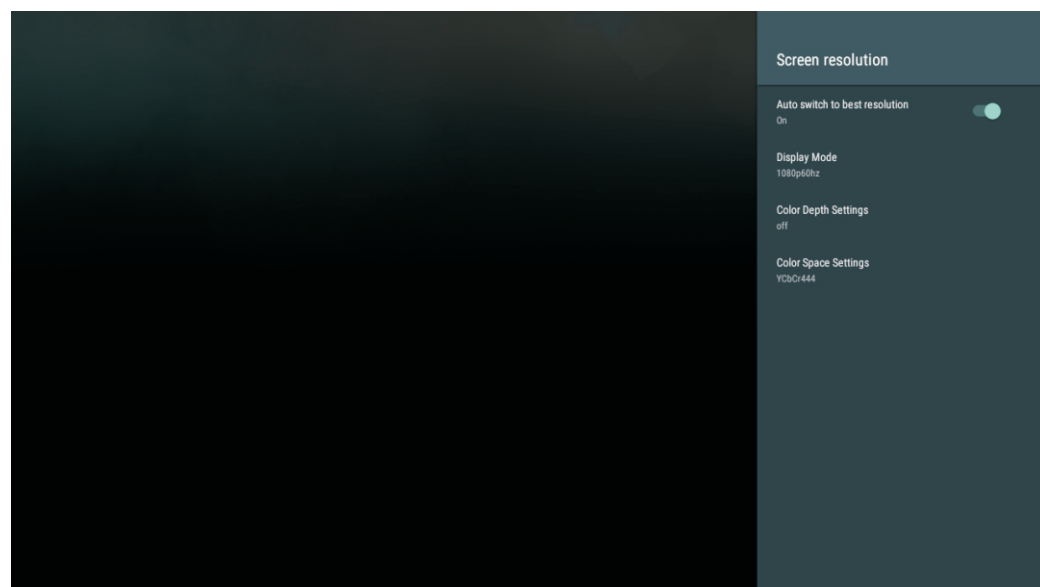 Screen resolution
Auto switch to best resolution
On
Display Mode
1080p60hz
Color Depth Settings
off
Color Space Settings
YCbCr444